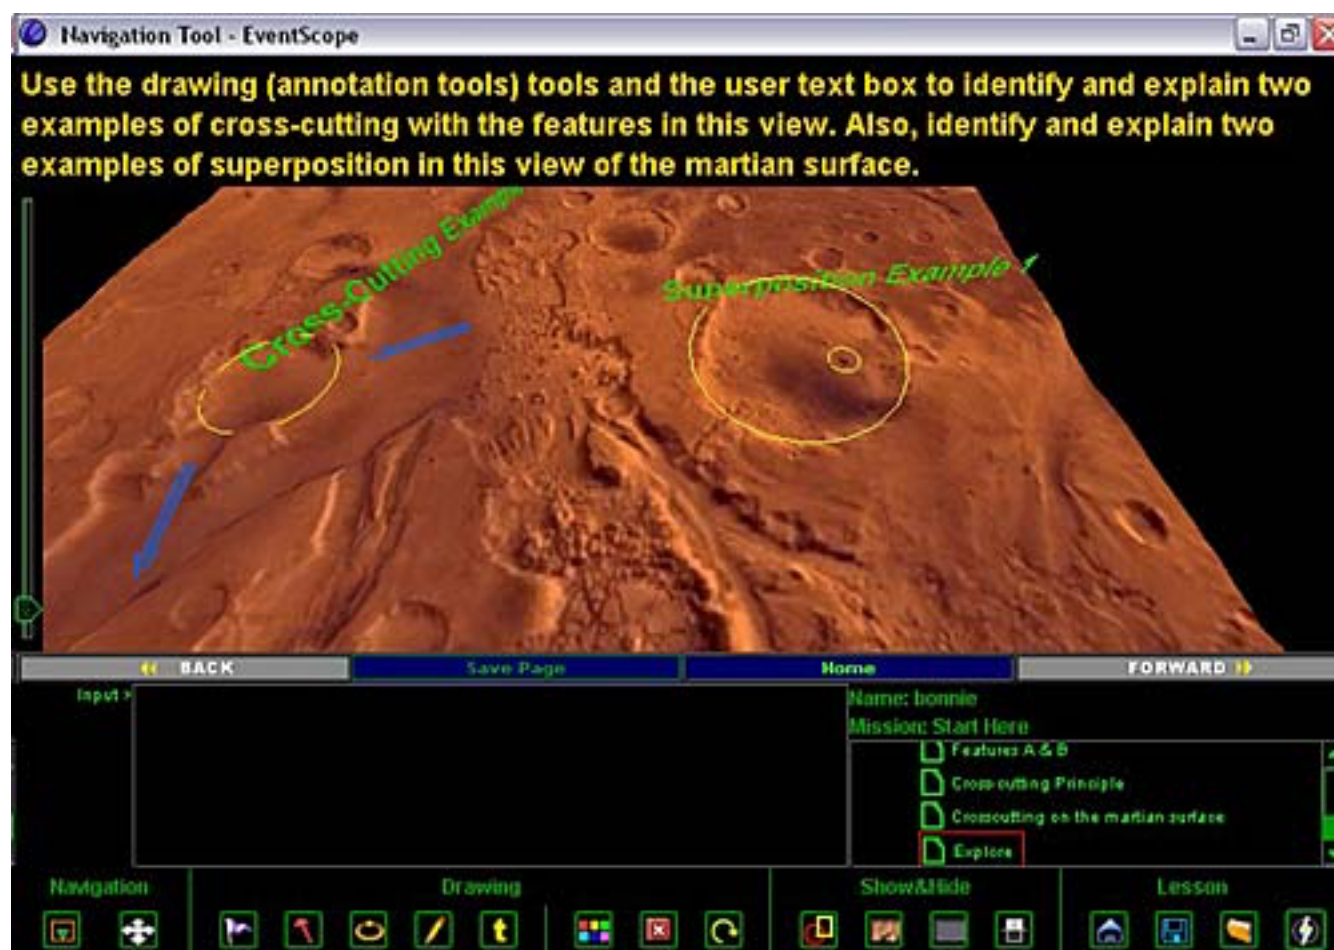 Navigation Tool - EventScope
Use the drawing (annotation tools) tools and the user text box to identify and explain two
examples of cross-cutting with the features in this view. Also, identify and explain two
examples of superposition in this view of the martian surface.
Cross-Cutting Example
Superposition Example 1
BACK
Save Page
Home
FORWARD
Input >
Name: bonnie
Mission: Start Here
Features A & B
Cross-cutting Principle
Crosscutting on the martian surface
Explore
Navigation
Drawing
Show&Hide
Lesson
t